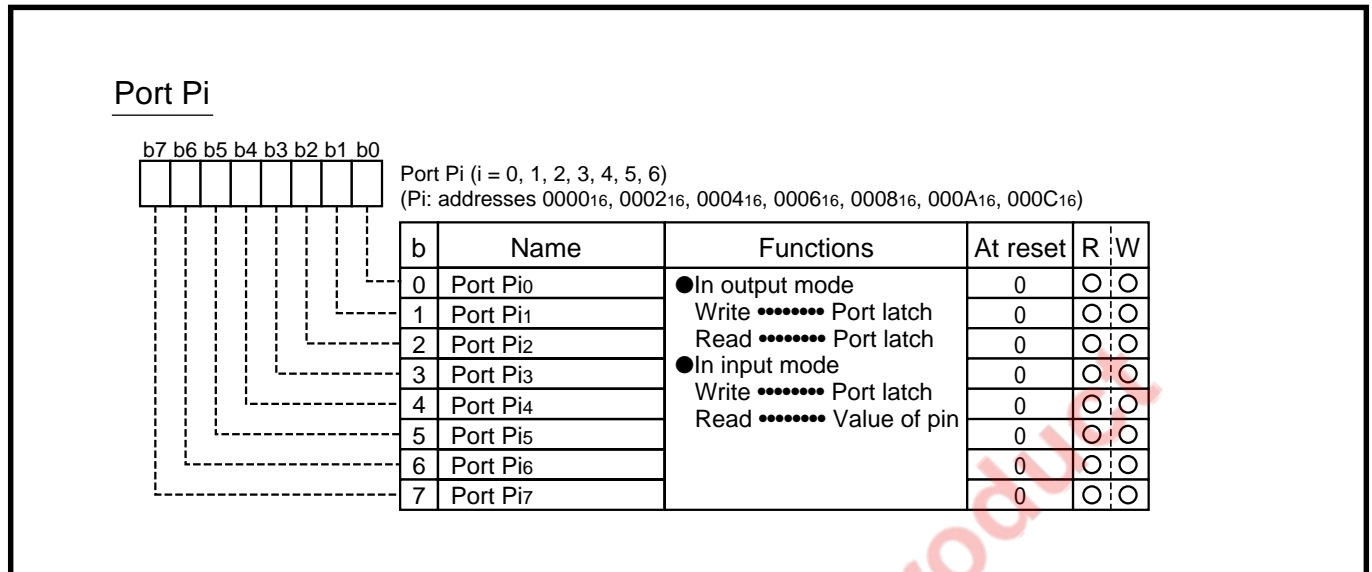 Port Pi
b7 b6 b5 b4 b3 b2 b1 b0
Port Pi (i = 0, 1, 2, 3, 4, 5, 6)
(Pi: addresses 000016, 000216, 000416, 000616, 000816, 000A16, 000C16)
b Name Functions At reset R W
0 Port Pi0 ●In output mode 0 O O
1 Port Pi1 Write •••••••• Port latch 0 O O
2 Port Pi2 Read •••••••• Port latch 0 O O
3 Port Pi3 ●In input mode 0 O O
4 Port Pi4 Write •••••••• Port latch 0 O O
5 Port Pi5 Read •••••••• Value of pin 0 O O
6 Port Pi6 0 O O
7 Port Pi7 0 O O
roduct